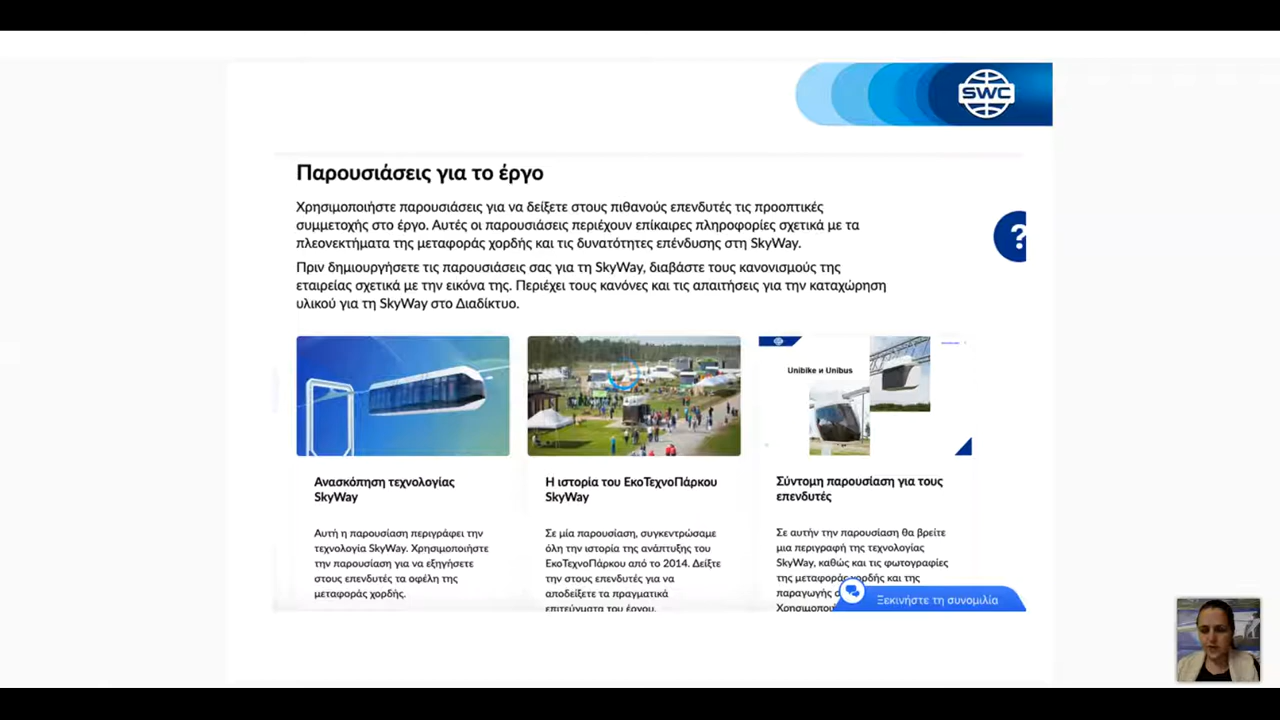 SWC
Παρουσιάσεις για το έργο
Χρησιμοποιήστε παρουσιάσεις για να δείξετε στους πιθανούς επενδυτές τις προοπτικές
συμμετοχής στο έργο. Αυτές οι παρουσιάσεις περιέχουν επίκαιρες πληροφορίες σχετικά με τα
πλεονεκτήματα της μεταφοράς χορδής και τις δυνατότητες επένδυσης στη SkyWay.
?
Πριν δημιουργήσετε τις παρουσιάσεις σας για τη SkyWay, διαβάστε τους κανονισμούς της
εταιρείας σχετικά με την εικόνα της. Περιέχει τους κανόνες και τις απαιτήσεις για την καταχώρηση
υλικού για τη SkyWay στο Διαδίκτυο.
Unibike и Unibus
Ανασκόπηση τεχνολογίας
SkyWay
Αυτή η παρουσίαση περιγράφει την
τεχνολογία SkyWay. Χρησιμοποιήστε
την παρουσίαση για να εξηγήσετε
στους επενδυτές τα οφέλη της
μεταφοράς χορδής.
Η ιστορία του ΕκοΤεχνοΠάρκου
SkyWay
Σε μία παρουσίαση, συγκεντρώσαμε
όλη την ιστορία της ανάπτυξης του
ΕκοΤεχνοΠάρκου από το 2014. Δείξτε
την στους επενδυτές για να
αποδείξετε τα πραγματικά
επιτεύγματα του έργου.
Σύντομη παρουσίαση για τους
επενδυτές
Σε αυτήν την παρουσίαση θα βρείτε
μια περιγραφή της τεχνολογίας
SkyWay, καθώς και τις φωτογραφίες
της μεταφοράς χορδής και της
παραγωγής
Ξεκινήστε τη συνομιλία